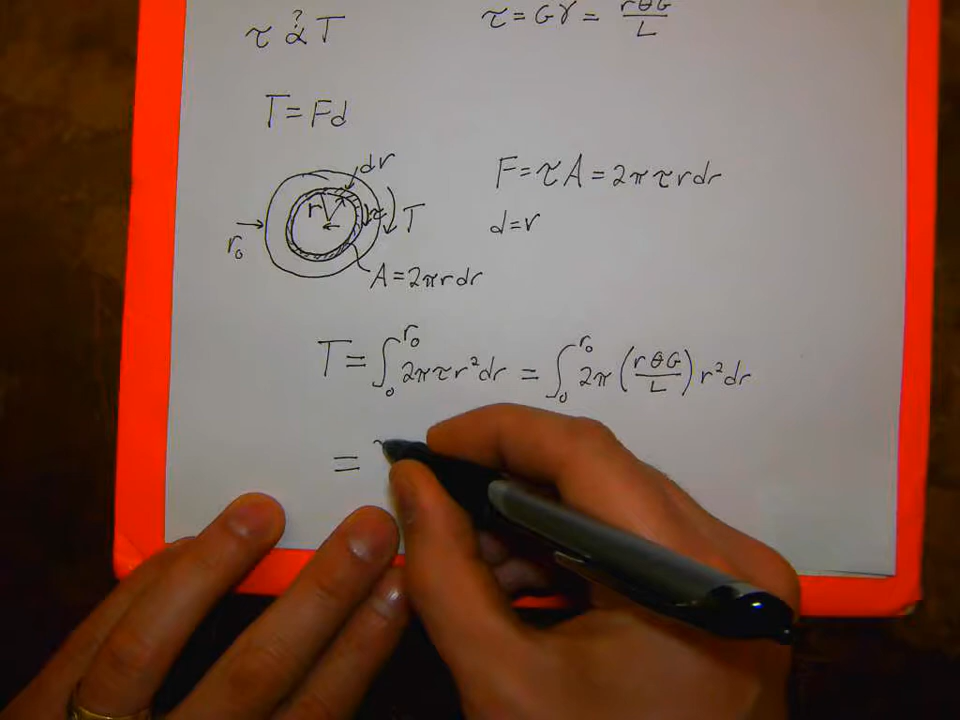 τ ?∝ T
τ = Gγ = rθG/L
T = Fd
dr
r
τ
T
r₀
A = 2πrdr
F = τA = 2πτrdr
d = r
T = ∫₀^r₀ 2πτr²dr = ∫₀^r₀ 2π(rθG/L)r²dr
=